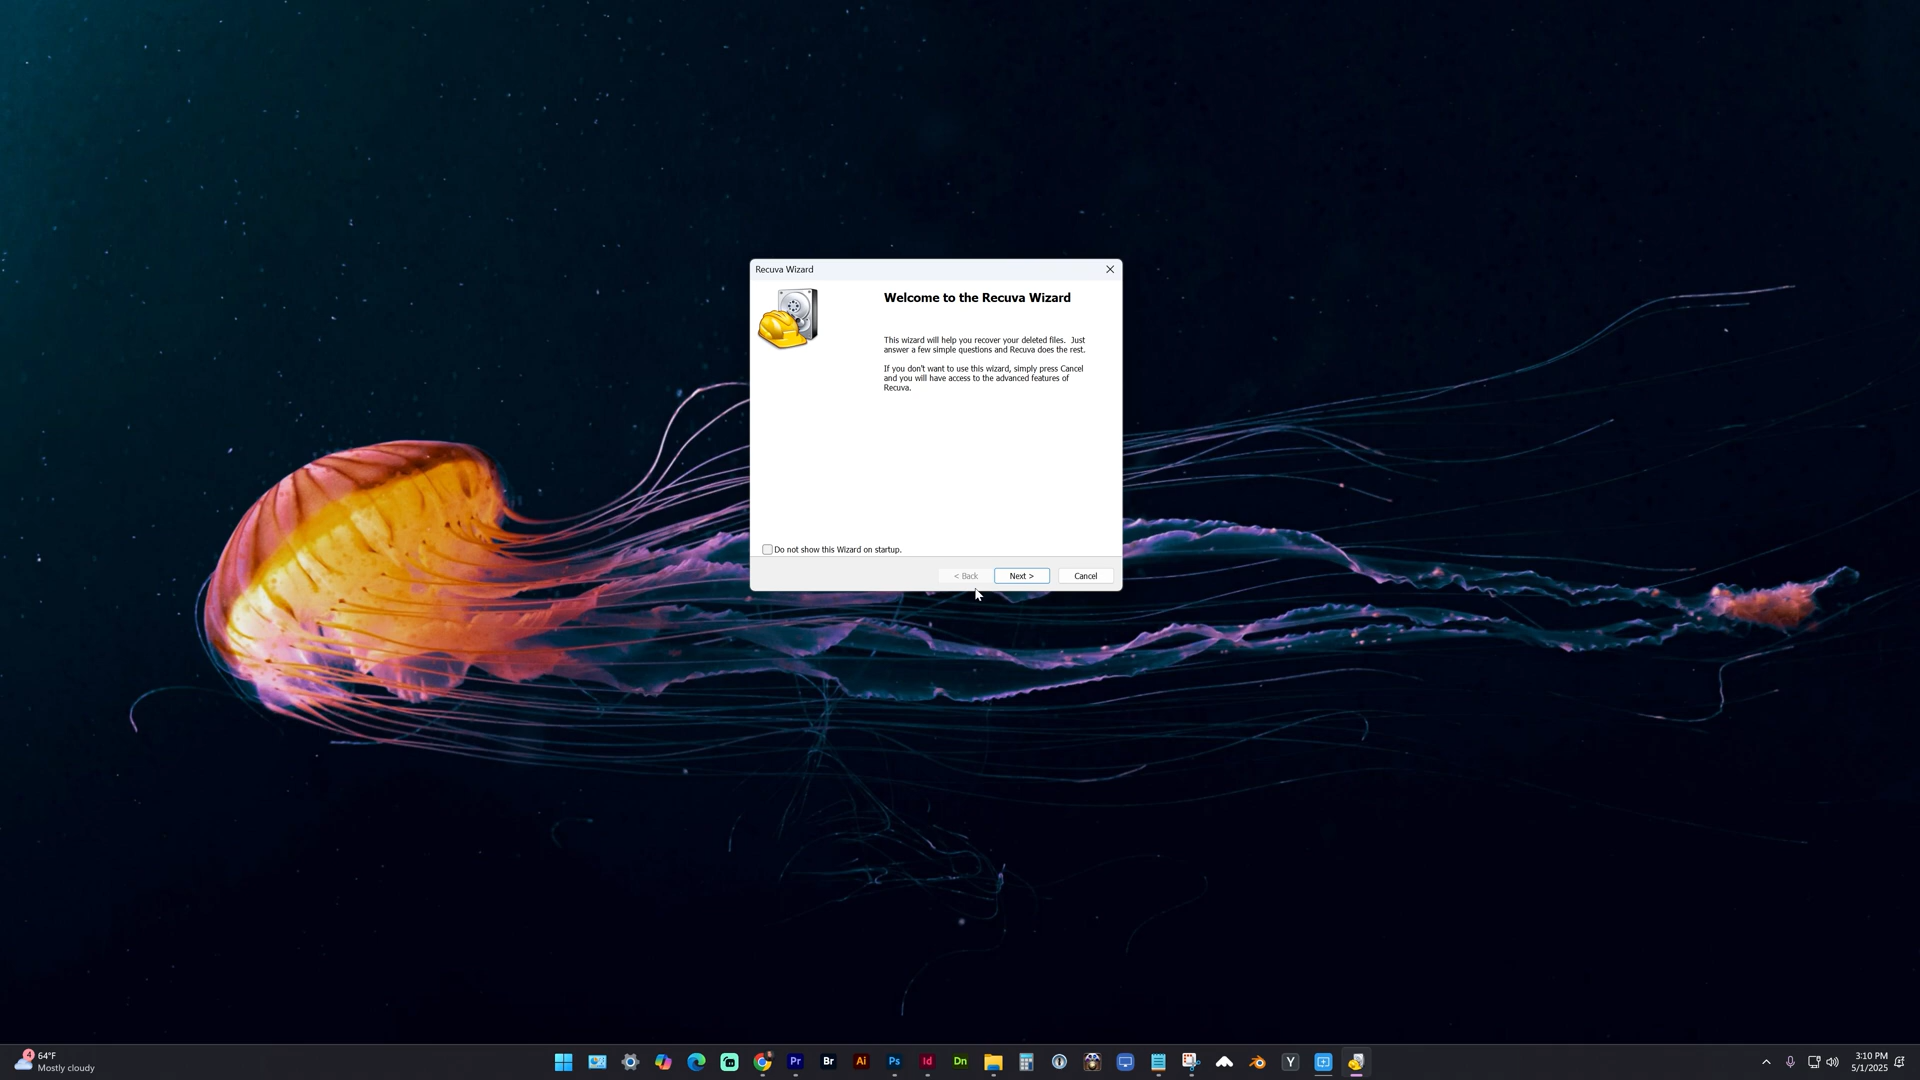 Recuva Wizard
Welcome to the Recuva Wizard
This wizard will help you recover your deleted files. Just
answer a few simple questions and Recuva does the rest.
If you don't want to use this wizard, simply press Cancel
and you will have access to the advanced features of
Recuva.
Do not show this Wizard on startup.
< Back
Next >
Cancel
4
64°F
Mostly cloudy
Pr
Br
Ai
Ps
Id
Dn
Y
3:10 PM
5/1/2025